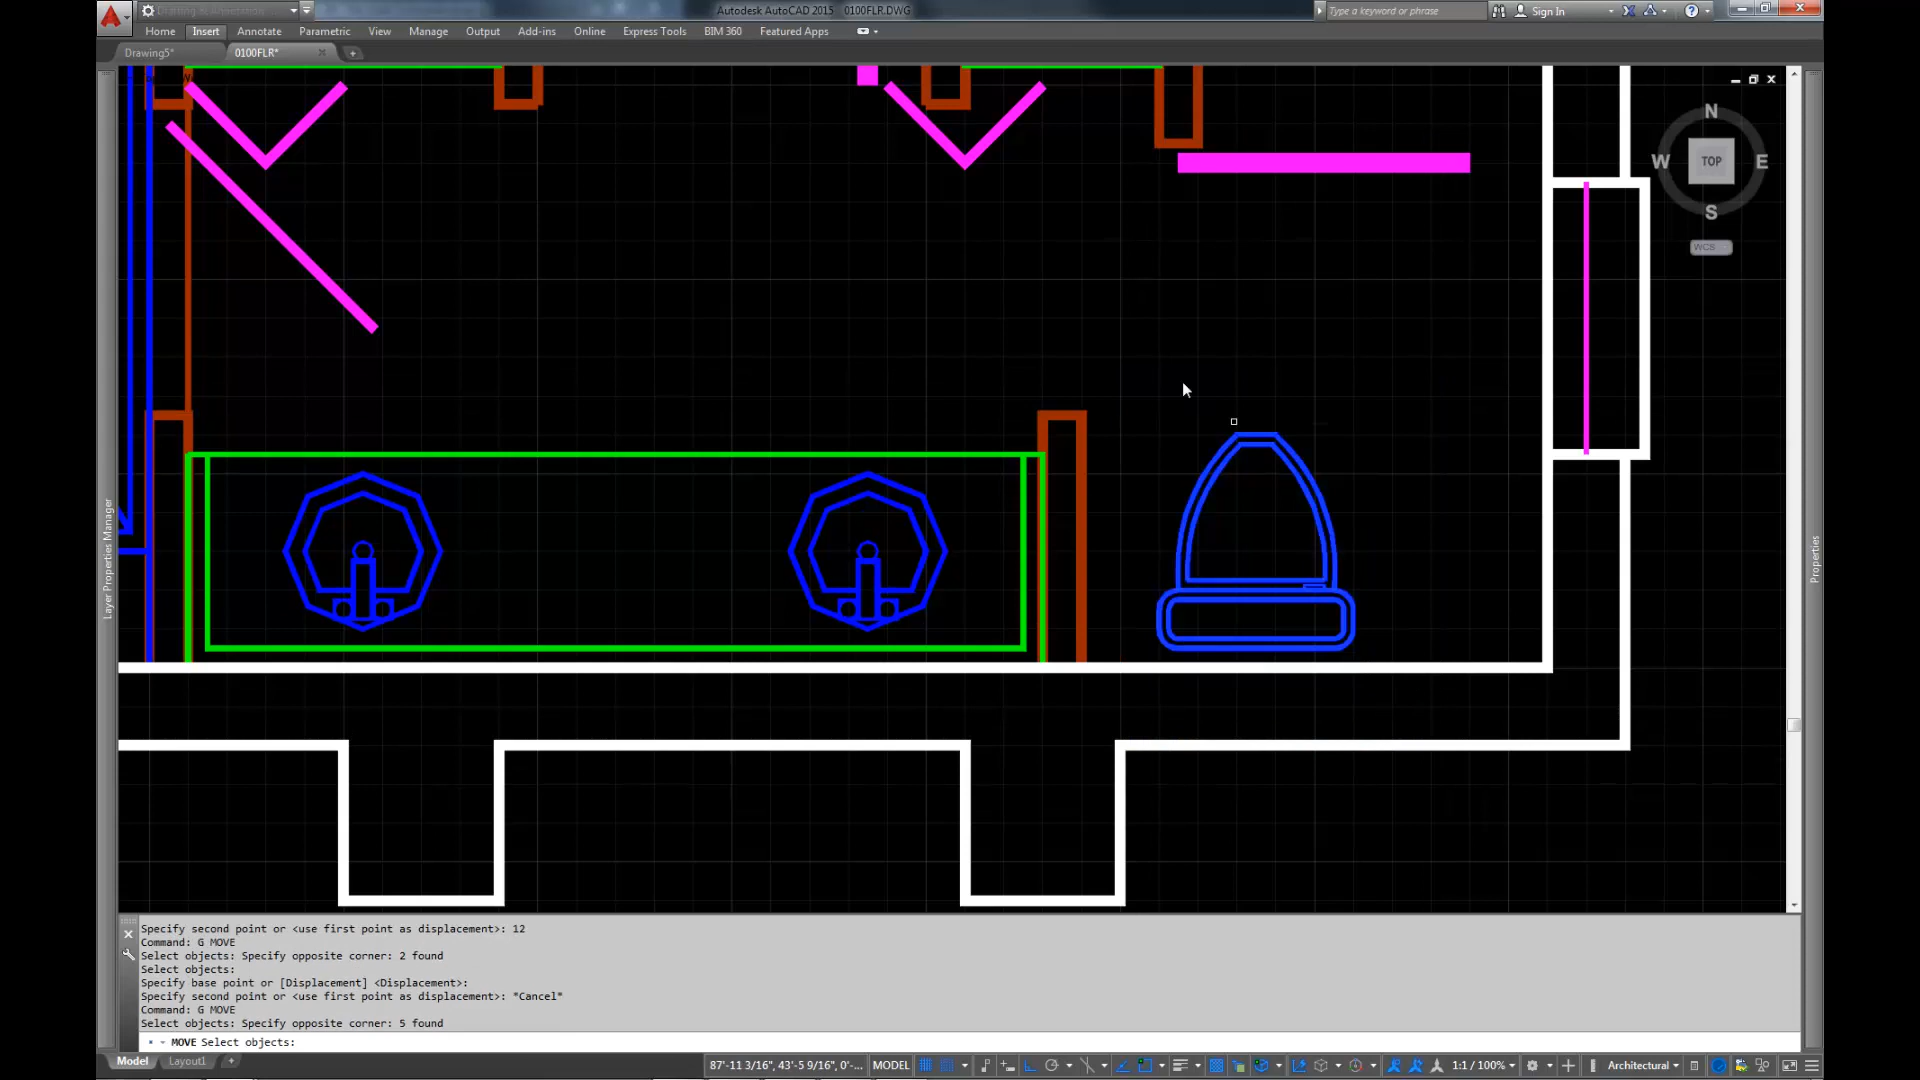 Drawing & Annotation
Autodesk AutoCAD 2015 0100FLR.DWG
Type a keyword or phrase
Sign In
Home Insert Annotate Parametric View Manage Output Add-ins Online Express Tools BIM 360 Featured Apps
Drawing5* 0100FLR*
N
W TOP E
S
WCS
Layer Properties Manager
Properties
Specify second point or <use first point as displacement>: 12
Command: G MOVE
Select objects: Specify opposite corner: 2 found
Select objects:
Specify base point or [Displacement] <Displacement>:
Specify second point or <use first point as displacement>: *Cancel*
Command: G MOVE
Select objects: Specify opposite corner: 5 found
MOVE Select objects:
Model Layout1 +
87'-11 3/16", 43'-5 9/16", 0'-... MODEL 1:1 / 100% Architectural